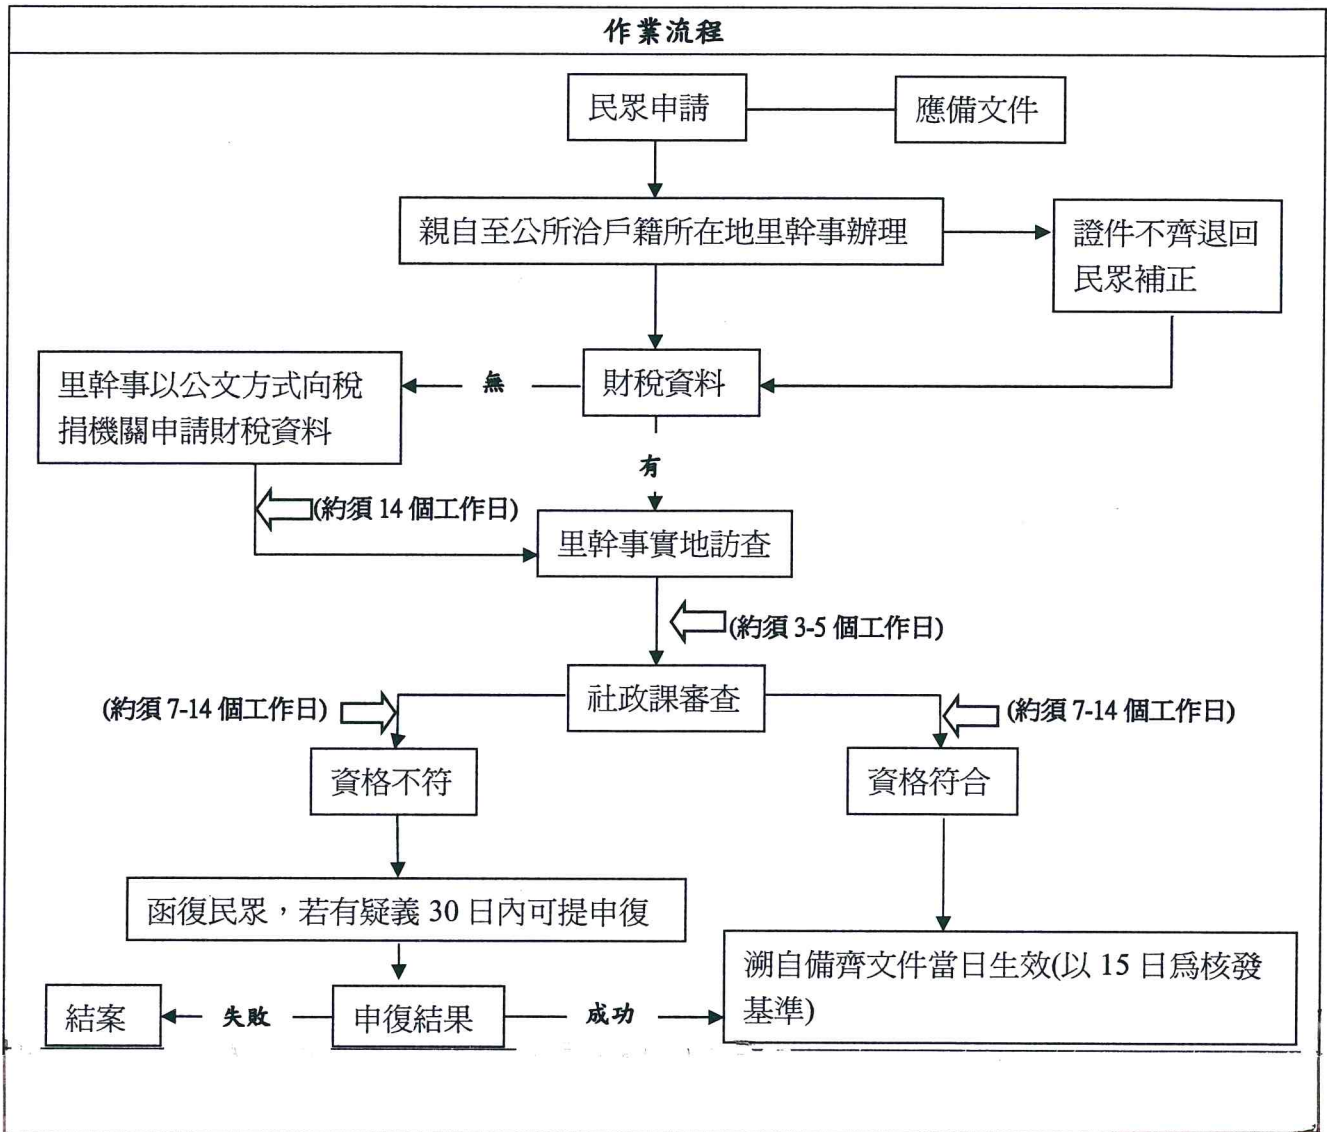 作業流程
民眾申請
應備文件
親自至公所洽戶籍所在地里幹事辦理
證件不齊退回
民眾補正
里幹事以公文方式向稅
捐機關申請財稅資料
無
財稅資料
有
(約須 14 個工作日)
里幹事實地訪查
(約須 3-5 個工作日)
社政課審查
(約須 7-14 個工作日)
(約須 7-14 個工作日)
資格不符
資格符合
函復民眾，若有疑義 30 日內可提申復
溯自備齊文件當日生效(以 15 日為核發
基準)
結案
失敗
申復結果
成功